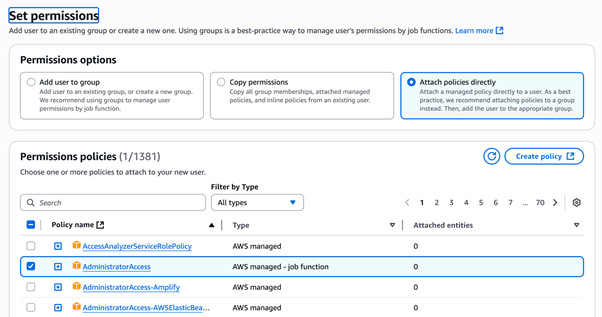 Set permissions
Add user to an existing group or create a new one. Using groups is a best-practice way to manage user's permissions by job functions. Learn more
Permissions options
Add user to group
Add user to an existing group, or create a new group.
We recommend using groups to manage user
permissions by job function.
Copy permissions
Copy all group memberships, attached managed
policies, and inline policies from an existing user.
Attach policies directly
Attach a managed policy directly to a user. As a best
practice, we recommend attaching policies to a group
instead. Then, add the user to the appropriate group.
Permissions policies (1/1381)
Create policy
Choose one or more policies to attach to your new user.
Filter by Type
Search
All types
1 2 3 4 5 6 7 ... 70
Policy name Type Attached entities
AccessAnalyzerServiceRolePolicy AWS managed 0
AdministratorAccess AWS managed - job function 0
AdministratorAccess-Amplify AWS managed 0
AdministratorAccess-AWSElasticBea... AWS managed 0